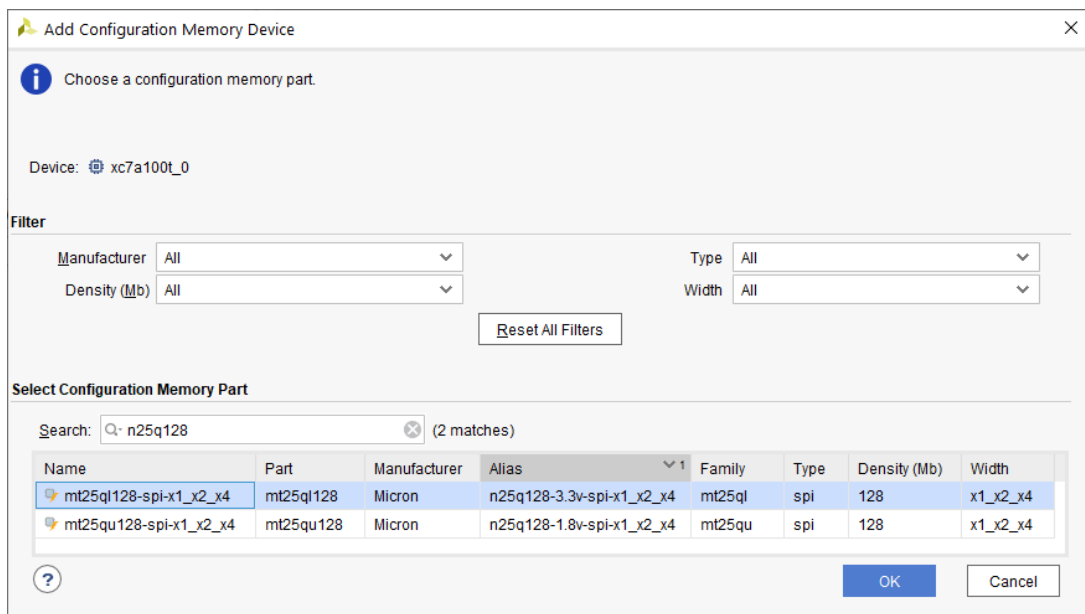 Add Configuration Memory Device
Choose a configuration memory part.
Device: xc7a100t_0
Filter
Manufacturer All Type All
Density (Mb) All Width All
Reset All Filters
Select Configuration Memory Part
Search: n25q128 (2 matches)
Name Part Manufacturer Alias 1 Family Type Density (Mb) Width
mt25ql128-spi-x1_x2_x4 mt25ql128 Micron n25q128-3.3v-spi-x1_x2_x4 mt25ql spi 128 x1_x2_x4
mt25qu128-spi-x1_x2_x4 mt25qu128 Micron n25q128-1.8v-spi-x1_x2_x4 mt25qu spi 128 x1_x2_x4
? OK Cancel